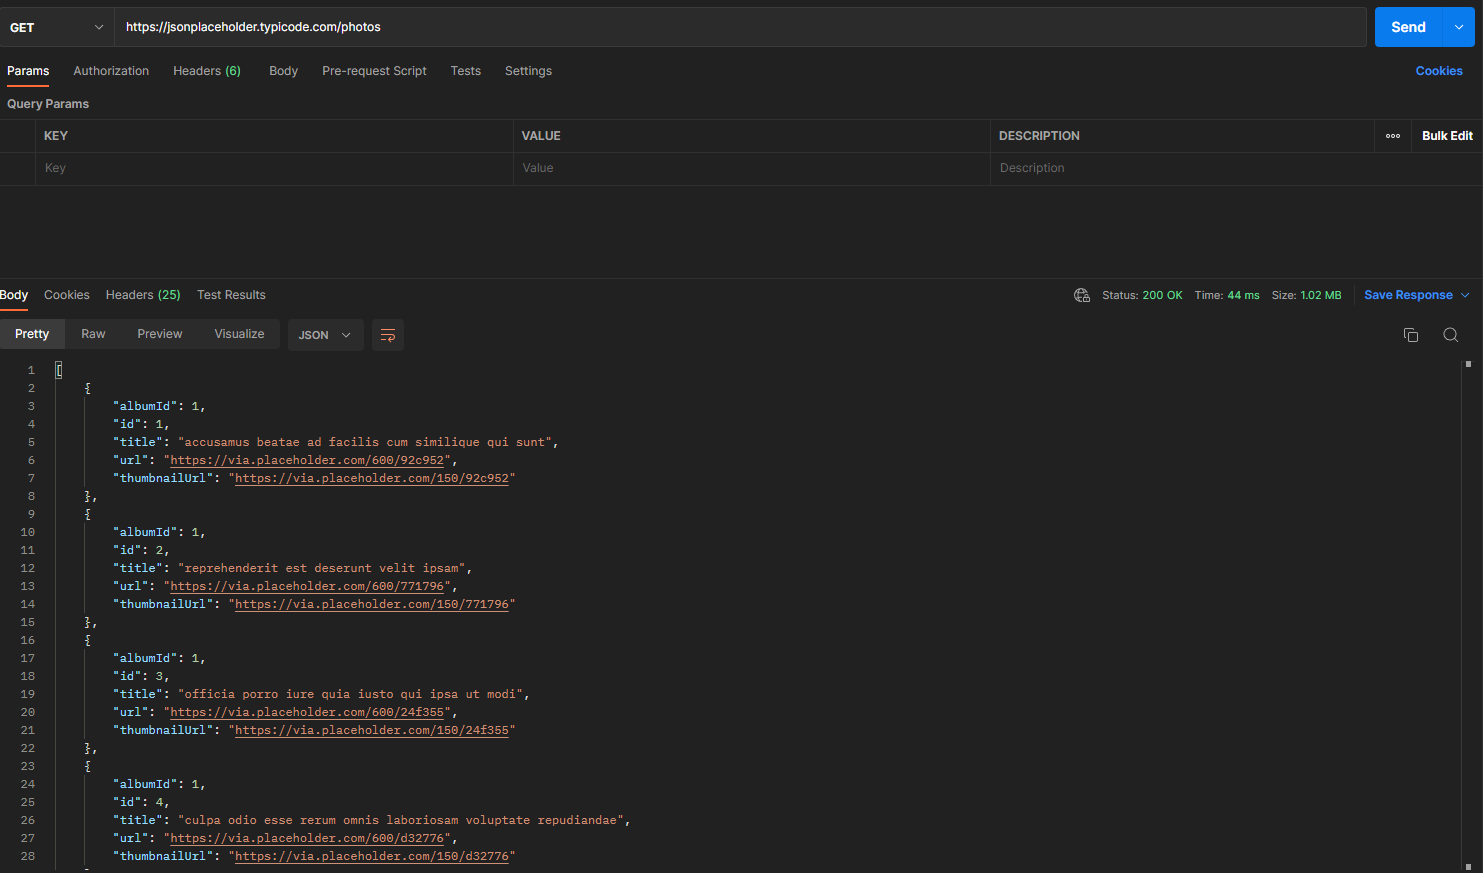 GET https://jsonplaceholder.typicode.com/photos Send
Params Authorization Headers (6) Body Pre-request Script Tests Settings Cookies
Query Params
KEY VALUE DESCRIPTION ooo Bulk Edit
Key Value Description
Body Cookies Headers (25) Test Results Status: 200 OK Time: 44 ms Size: 1.02 MB Save Response
Pretty Raw Preview Visualize JSON
1 [
2 {
3 "albumId": 1,
4 "id": 1,
5 "title": "accusamus beatae ad facilis cum similique qui sunt",
6 "url": "https://via.placeholder.com/600/92c952",
7 "thumbnailUrl": "https://via.placeholder.com/150/92c952"
8 },
9 {
10 "albumId": 1,
11 "id": 2,
12 "title": "reprehenderit est deserunt velit ipsam",
13 "url": "https://via.placeholder.com/600/771796",
14 "thumbnailUrl": "https://via.placeholder.com/150/771796"
15 },
16 {
17 "albumId": 1,
18 "id": 3,
19 "title": "officia porro iure quia iusto qui ipsa ut modi",
20 "url": "https://via.placeholder.com/600/24f355",
21 "thumbnailUrl": "https://via.placeholder.com/150/24f355"
22 },
23 {
24 "albumId": 1,
25 "id": 4,
26 "title": "culpa odio esse rerum omnis laboriosam voluptate repudiandae",
27 "url": "https://via.placeholder.com/600/d32776",
28 "thumbnailUrl": "https://via.placeholder.com/150/d32776"